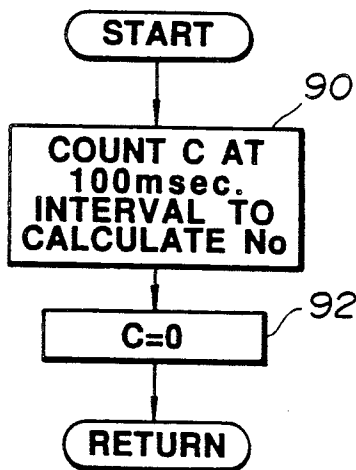 START
90
COUNT C AT
100msec.
INTERVAL TO
CALCULATE No
92
C=0
RETURN